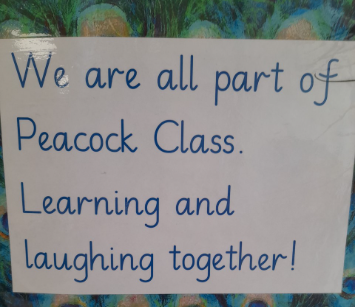 We are all part of
Peacock Class.
Learning and
laughing together!